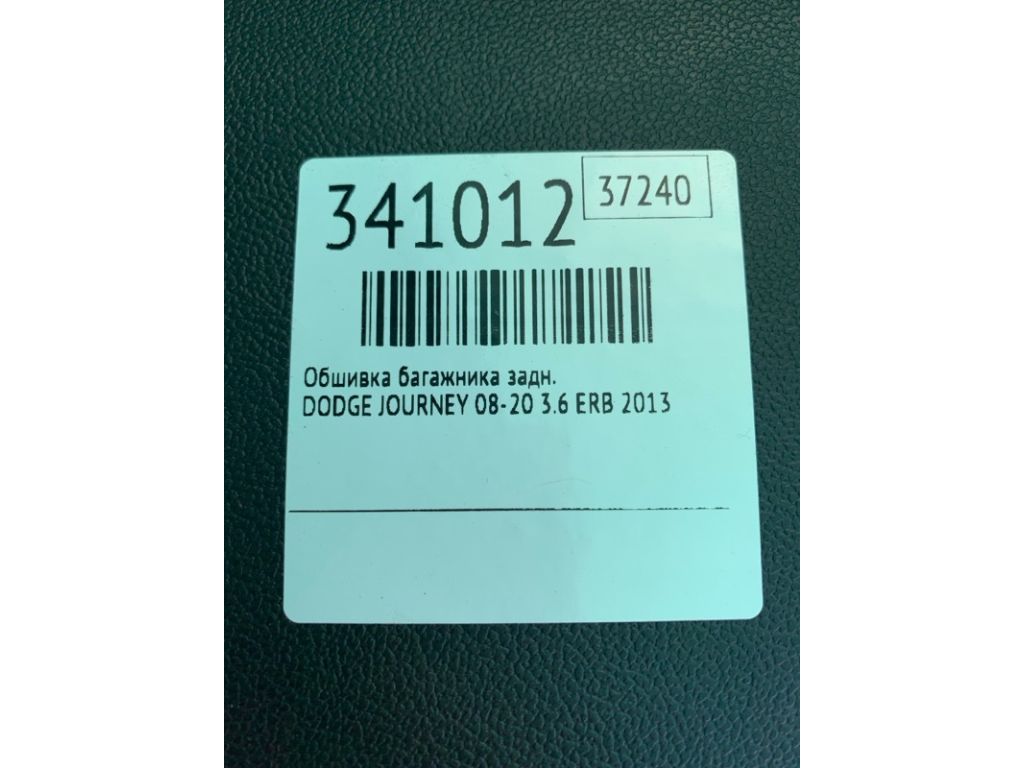 341012
37240
Обшивка багажника задн.
DODGE JOURNEY 08-20 3.6 ERB 2013